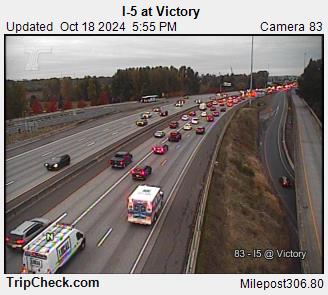 I-5 at Victory
Updated Oct 18 2024 5:55 PM Camera 83
83 - I5 @ Victory
TripCheck.com Milepost306.80